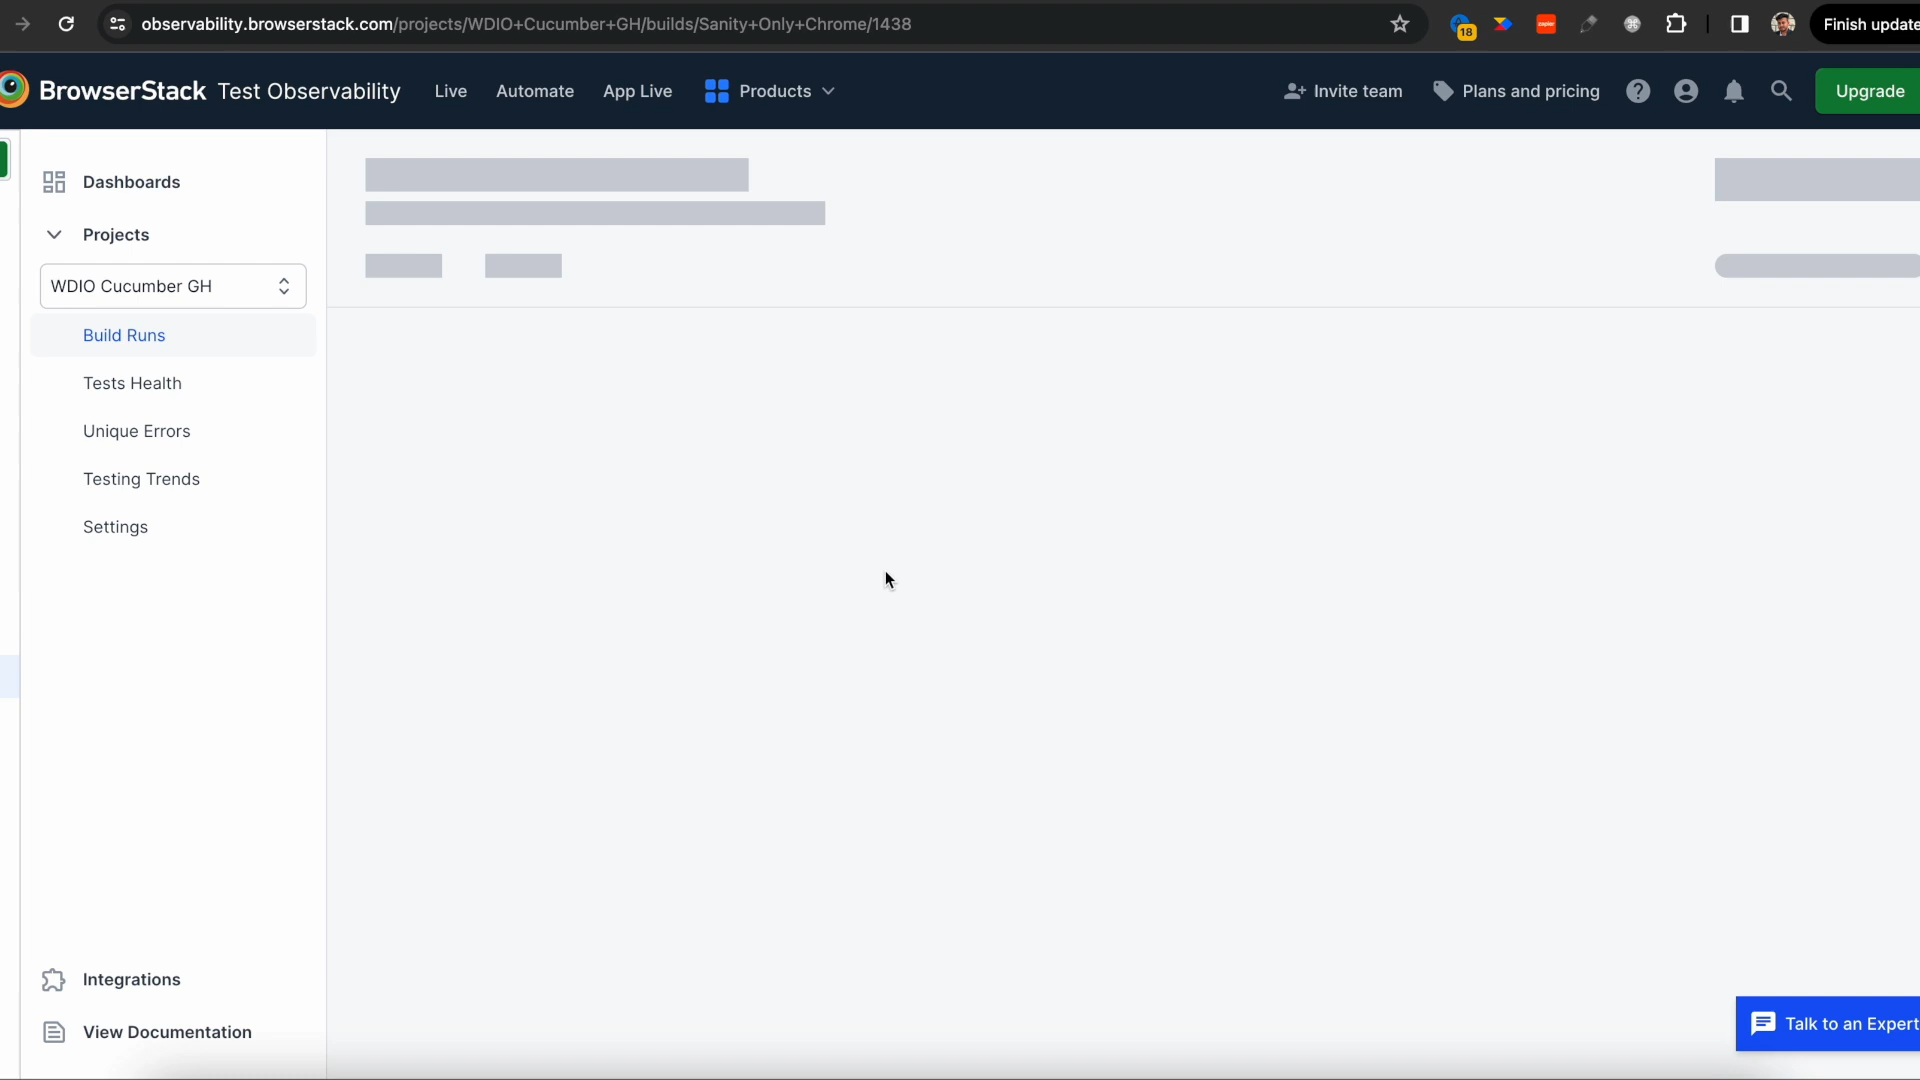 observability.browserstack.com/projects/WDIO+Cucumber+GH/builds/Sanity+Only+Chrome/1438
18
zapier
Finish update
BrowserStack Test Observability Live Automate App Live Products Invite team Plans and pricing Upgrade
Dashboards
Projects
WDIO Cucumber GH
Build Runs
Tests Health
Unique Errors
Testing Trends
Settings
Integrations
View Documentation
Talk to an Expert